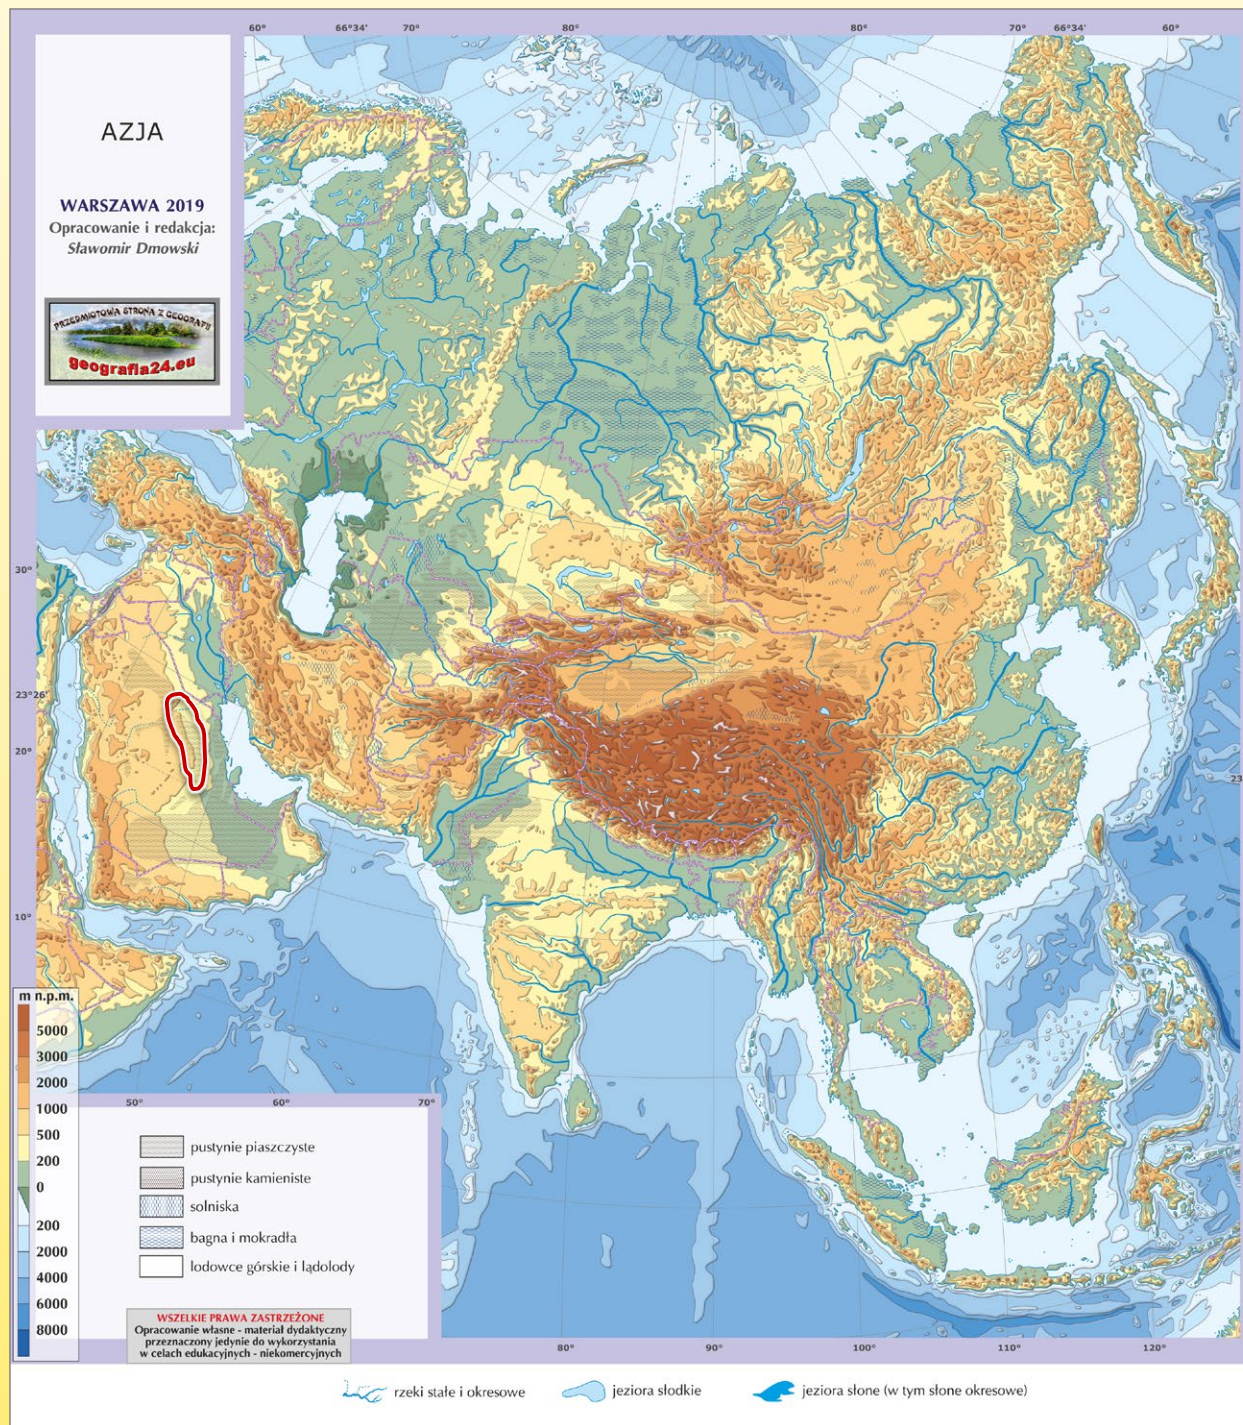 60° 66°34' 70° 80° 80° 70° 66°34' 60°
AZJA
WARSZAWA 2019
Opracowanie i redakcja:
Sławomir Dmowski
PRZEDMIOTOWA STRONA Z GEOGRAFII
geografia24.eu
30°
23°26'
20°
23
10°
m n.p.m.
5000
3000
2000
1000
500
200
0
200
2000
4000
6000
8000
50° 60° 70°
pustynie piaszczyste
pustynie kamieniste
solniska
bagna i mokradła
lodowce górskie i lądolody
WSZELKIE PRAWA ZASTRZEŻONE
Opracowanie własne - materiał dydaktyczny
przeznaczony jedynie do wykorzystania
w celach edukacyjnych - niekomercyjnych
80° 90° 100° 110° 120°
rzeki stałe i okresowe
jeziora słodkie
jeziora słone (w tym słone okresowe)